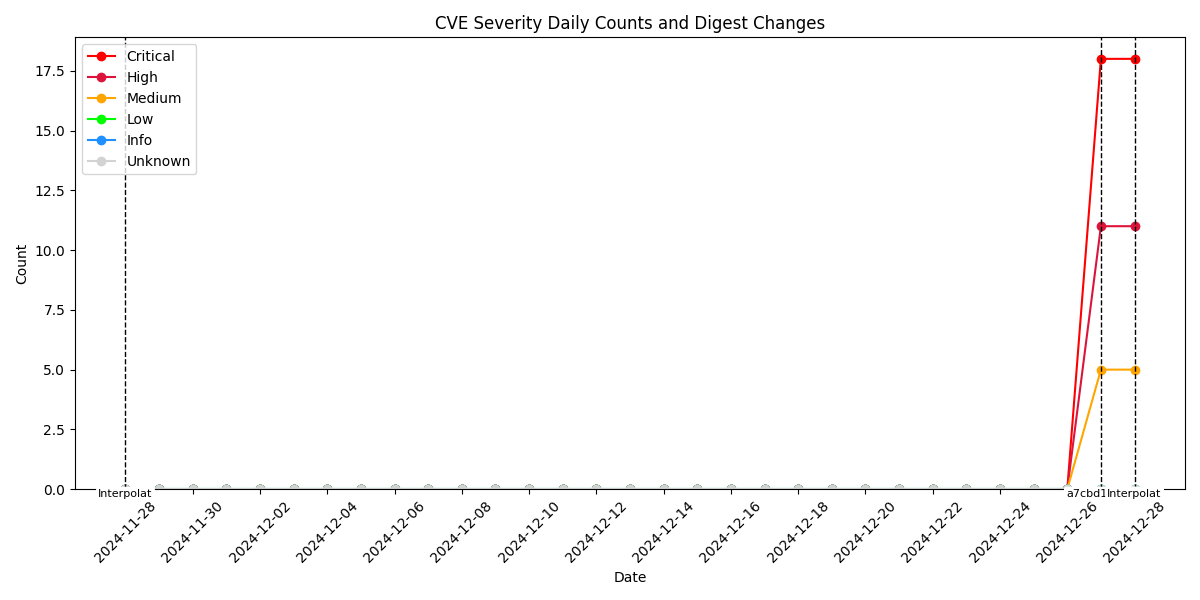 CVE Severity Daily Counts and Digest Changes
Critical
High
Medium
Low
Info
Unknown
Count
17.5
15.0
12.5
10.0
7.5
5.0
2.5
0.0
Interpolat
a7cbd1
Interpolat
2024-11-28
2024-11-30
2024-12-02
2024-12-04
2024-12-06
2024-12-08
2024-12-10
2024-12-12
2024-12-14
2024-12-16
2024-12-18
2024-12-20
2024-12-22
2024-12-24
2024-12-26
2024-12-28
Date